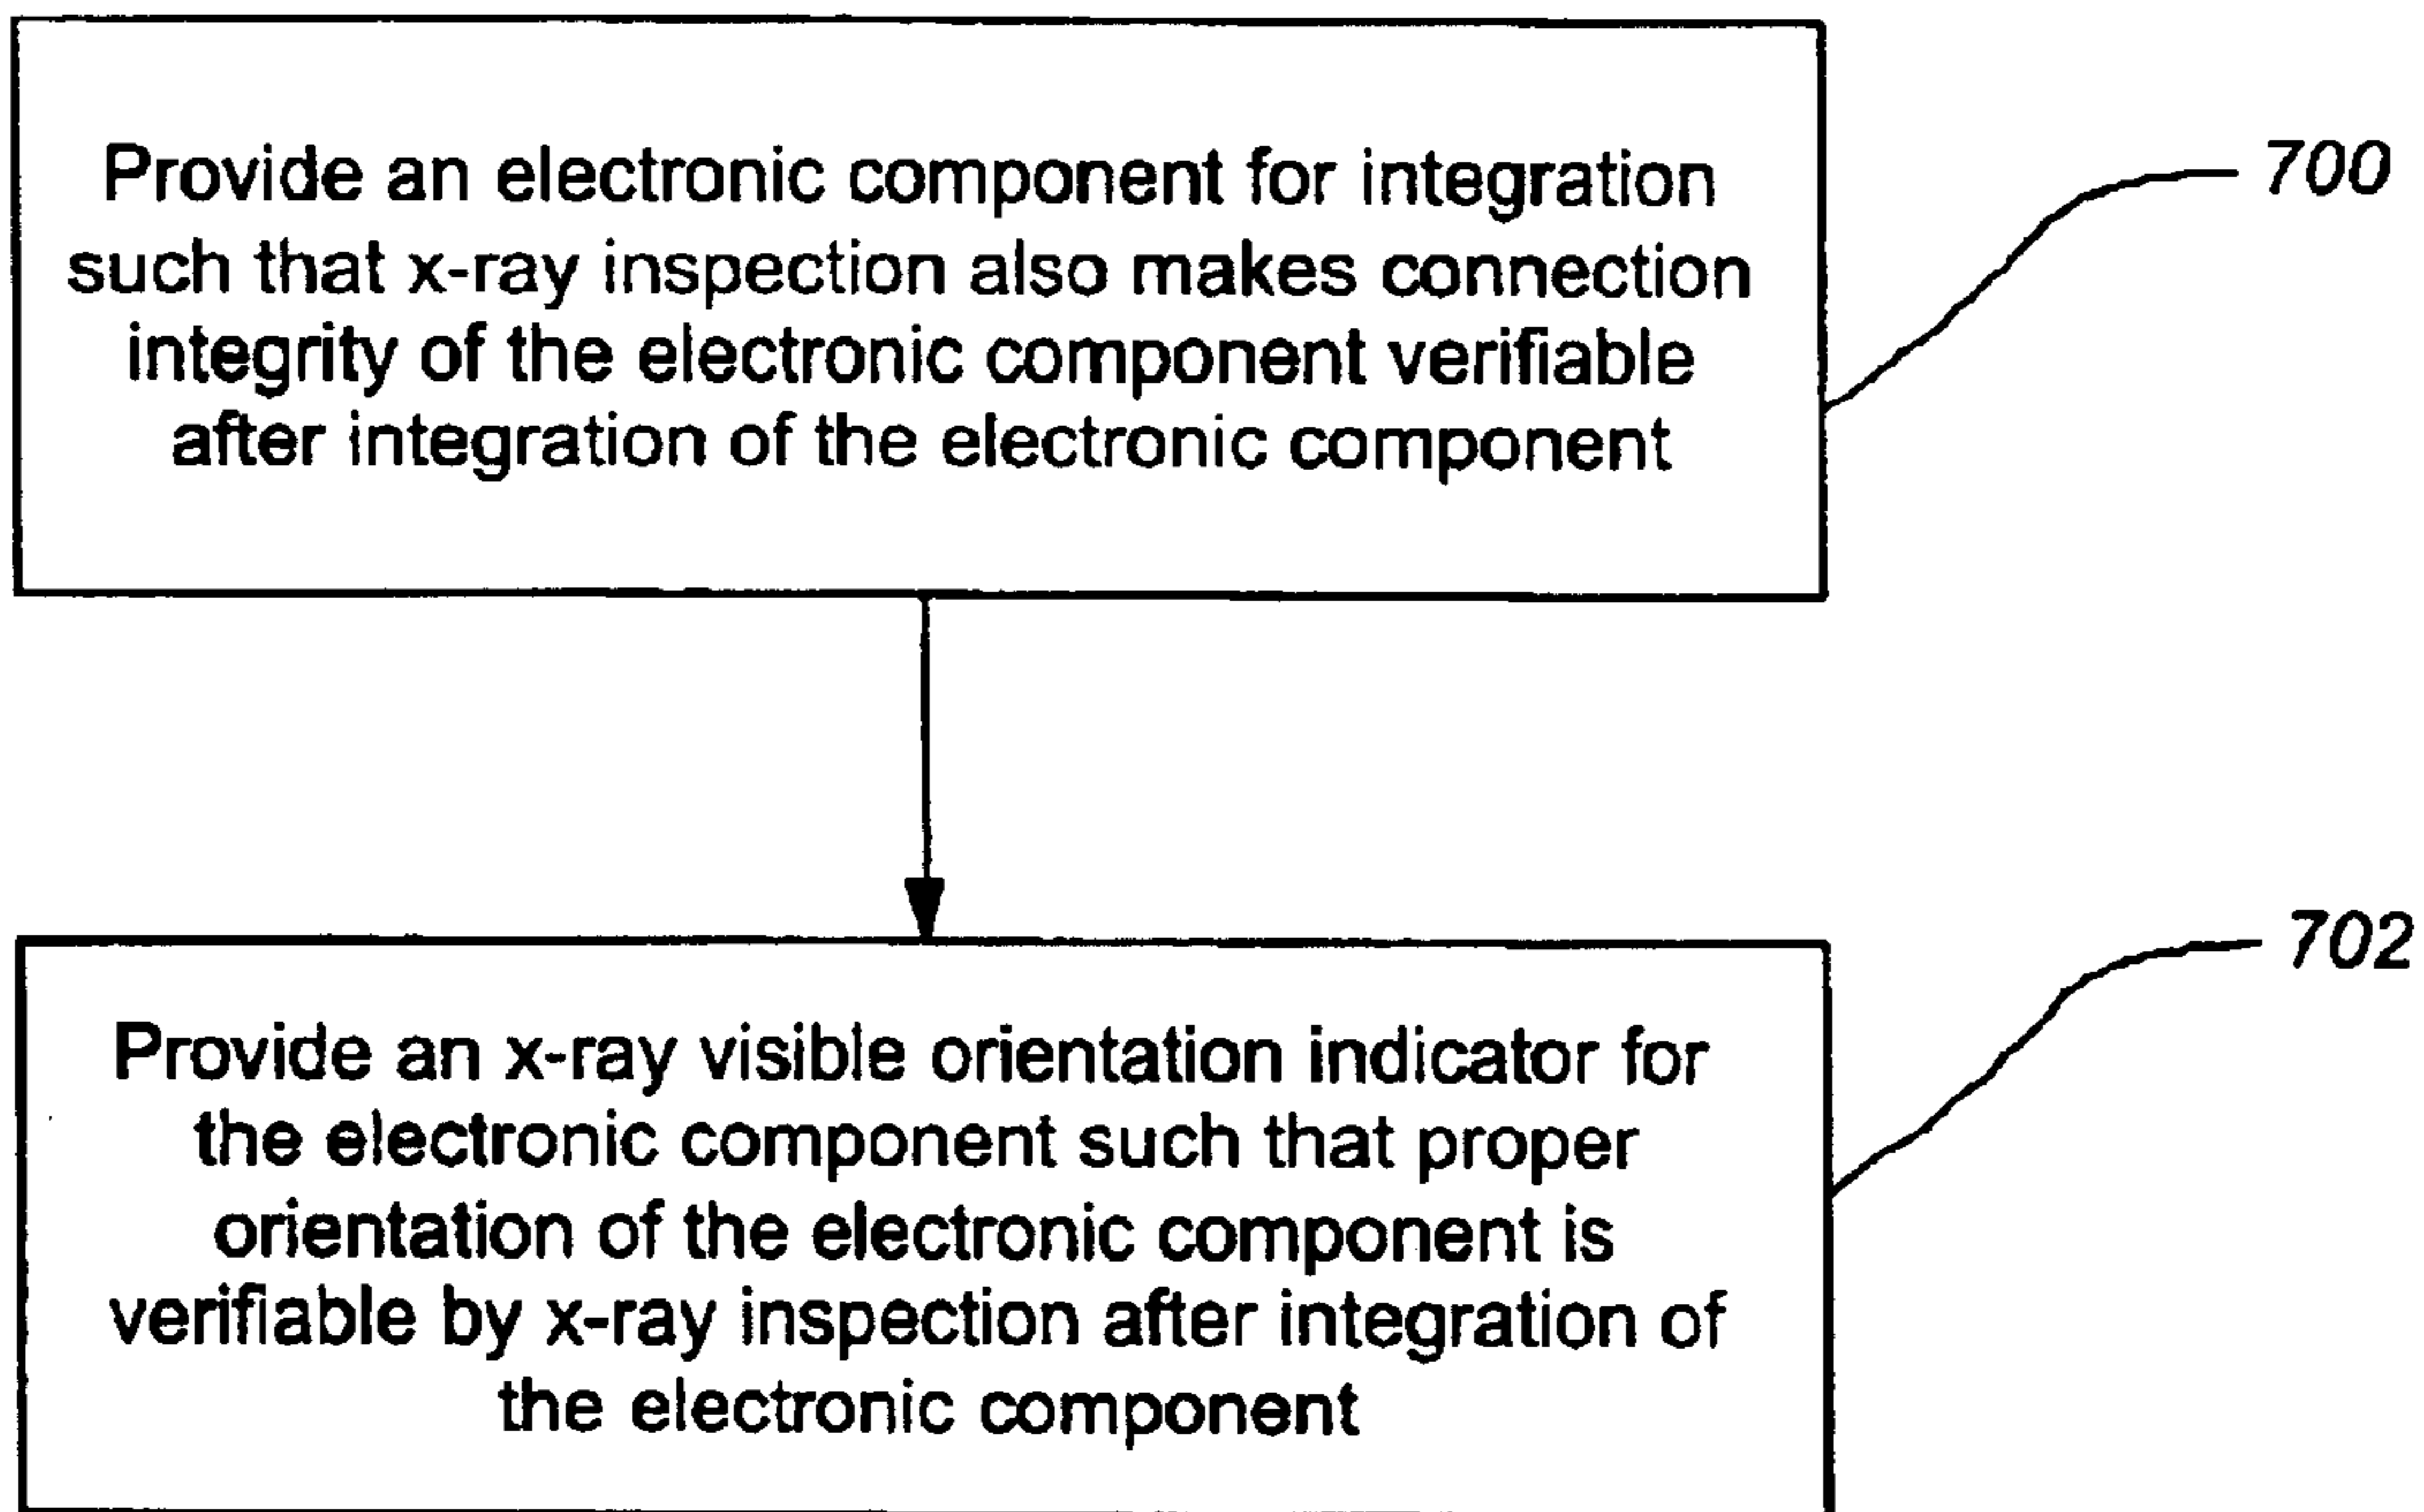 Provide an electronic component for integration
such that x-ray inspection also makes connection
integrity of the electronic component verifiable
after integration of the electronic component
700
Provide an x-ray visible orientation indicator for
the electronic component such that proper
orientation of the electronic component is
verifiable by x-ray inspection after integration of
the electronic component
702